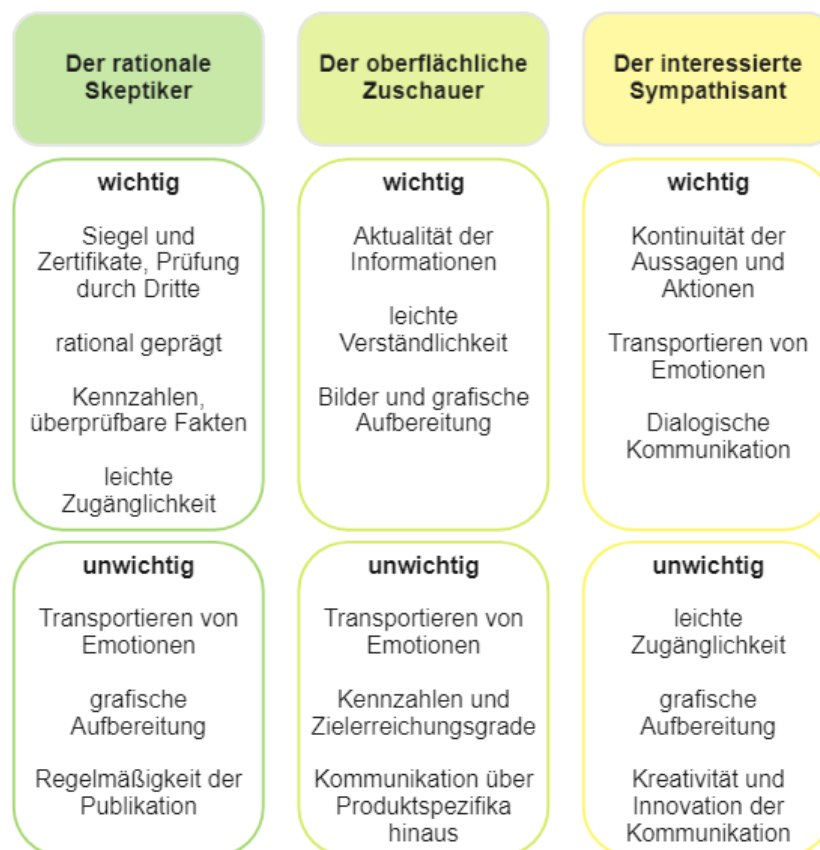 Der rationale
Skeptiker
Der oberflächliche
Zuschauer
Der interessierte
Sympathisant
wichtig
Siegel und
Zertifikate, Prüfung
durch Dritte
rational geprägt
Kennzahlen,
überprüfbare Fakten
leichte
Zugänglichkeit
wichtig
Aktualität der
Informationen
leichte
Verständlichkeit
Bilder und grafische
Aufbereitung
wichtig
Kontinuität der
Aussagen und
Aktionen
Transportieren von
Emotionen
Dialogische
Kommunikation
unwichtig
Transportieren von
Emotionen
grafische
Aufbereitung
Regelmäßigkeit der
Publikation
unwichtig
Transportieren von
Emotionen
Kennzahlen und
Zielerreichungsgrade
Kommunikation über
Produktspezifika
hinaus
unwichtig
leichte
Zugänglichkeit
grafische
Aufbereitung
Kreativität und
Innovation der
Kommunikation